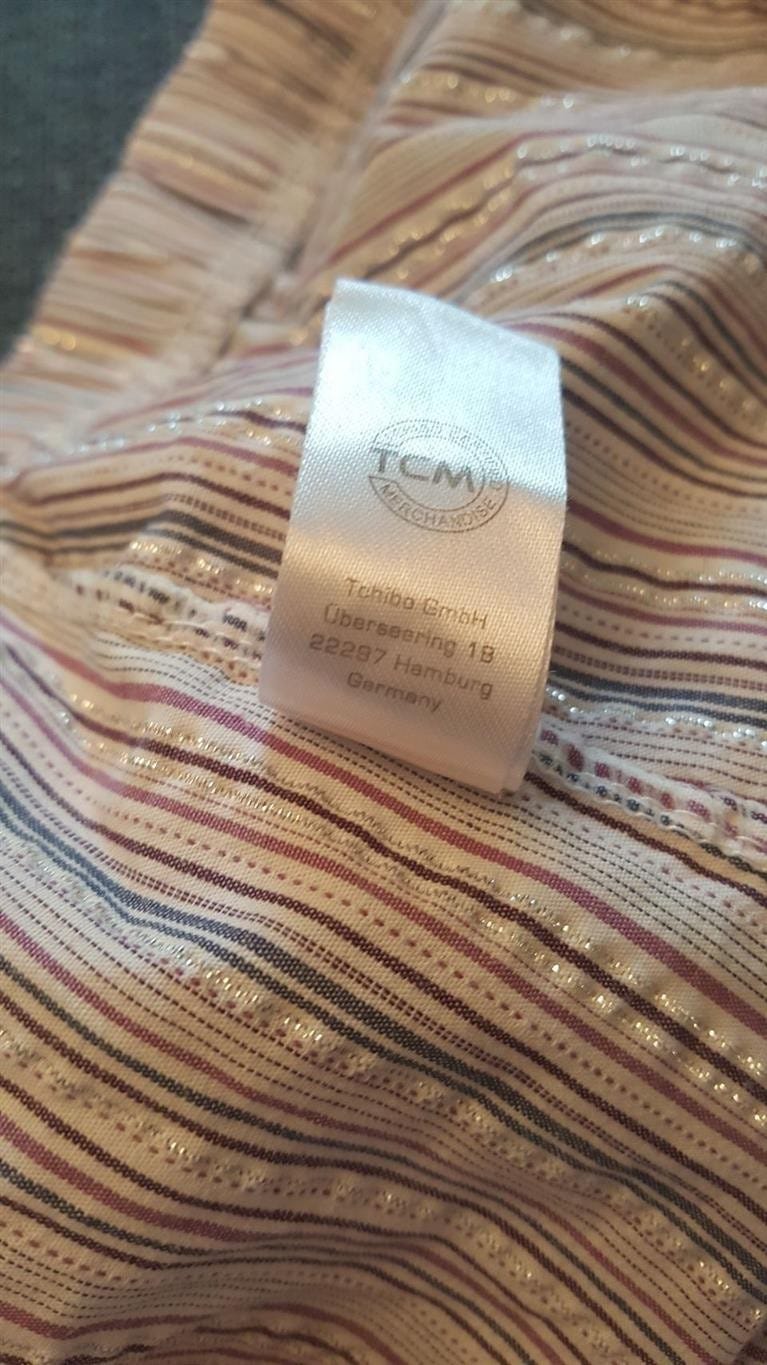 TCM
MERCHANDISE
Tchibo GmbH
Überseering 18
22297 Hamburg
Germany